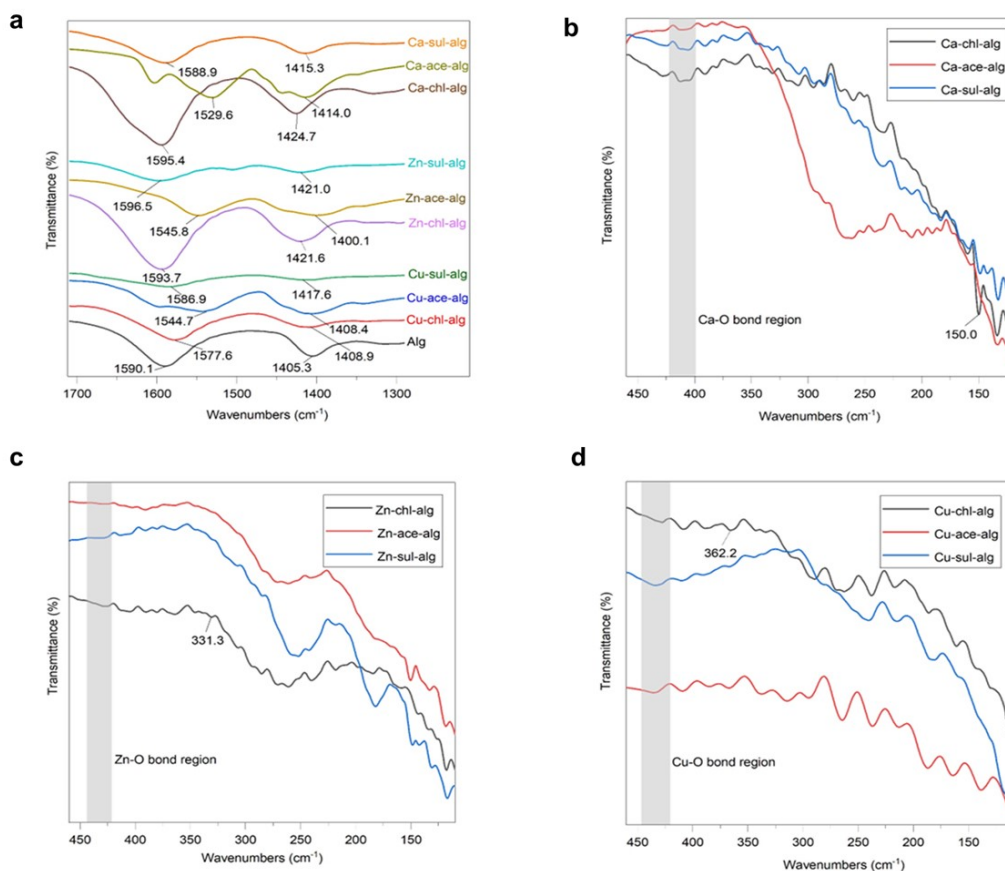 a
Ca-sul-alg
1588.9
1415.3
Ca-ace-alg
Ca-chl-alg
1529.6
1414.0
1424.7
1595.4
Zn-sul-alg
1596.5
1421.0
Zn-ace-alg
1545.8
1400.1
Zn-chl-alg
1593.7
1421.6
Cu-sul-alg
1586.9
1417.6
Cu-ace-alg
1544.7
1408.4
Cu-chl-alg
1577.6
1408.9
Alg
1590.1
1405.3
Transmittance (%)
1700 1600 1500 1400 1300
Wavenumbers (cm-1)
b
Ca-chl-alg
Ca-ace-alg
Ca-sul-alg
Ca-O bond region
150.0
Transmittance (%)
450 400 350 300 250 200 150
Wavenumbers (cm-1)
c
Zn-chl-alg
Zn-ace-alg
Zn-sul-alg
331.3
Zn-O bond region
Transmittance (%)
450 400 350 300 250 200 150
Wavenumbers (cm-1)
d
Cu-chl-alg
Cu-ace-alg
Cu-sul-alg
362.2
Cu-O bond region
Transmittance (%)
450 400 350 300 250 200 150
Wavenumbers (cm-1)